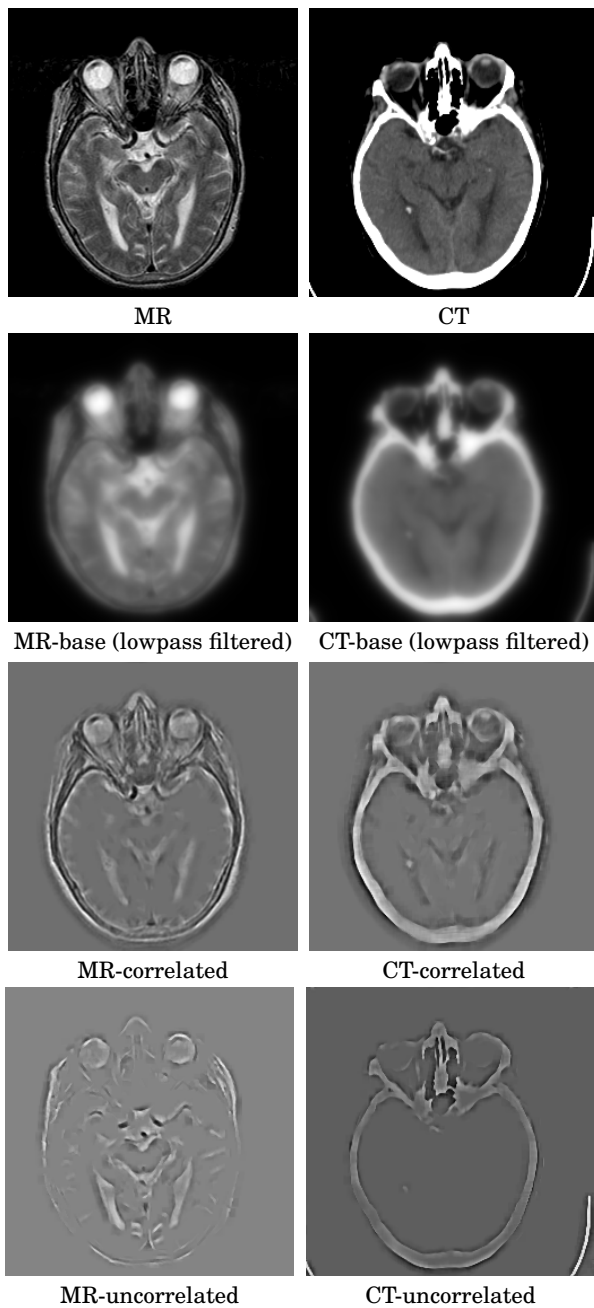 MR
CT
MR-base (lowpass filtered)
CT-base (lowpass filtered)
MR-correlated
CT-correlated
MR-uncorrelated
CT-uncorrelated